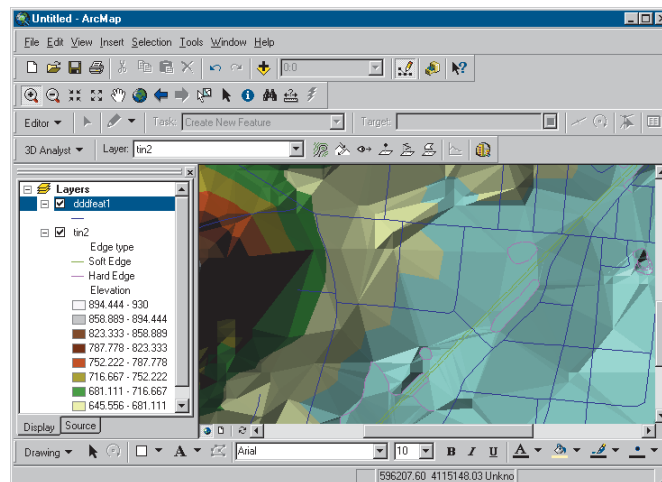 Untitled - ArcMap
File Edit View Insert Selection Tools Window Help
0:0
Editor Task: Create New Feature Target:
3D Analyst Layer: tin2
Layers
dddfeat1
tin2
Edge type
Soft Edge
Hard Edge
Elevation
894.444 - 930
858.889 - 894.444
823.333 - 858.889
787.778 - 823.333
752.222 - 787.778
716.667 - 752.222
681.111 - 716.667
645.556 - 681.111
Display Source
Drawing A Arial 10 B I U A
596207.60 4115148.03 Unkno